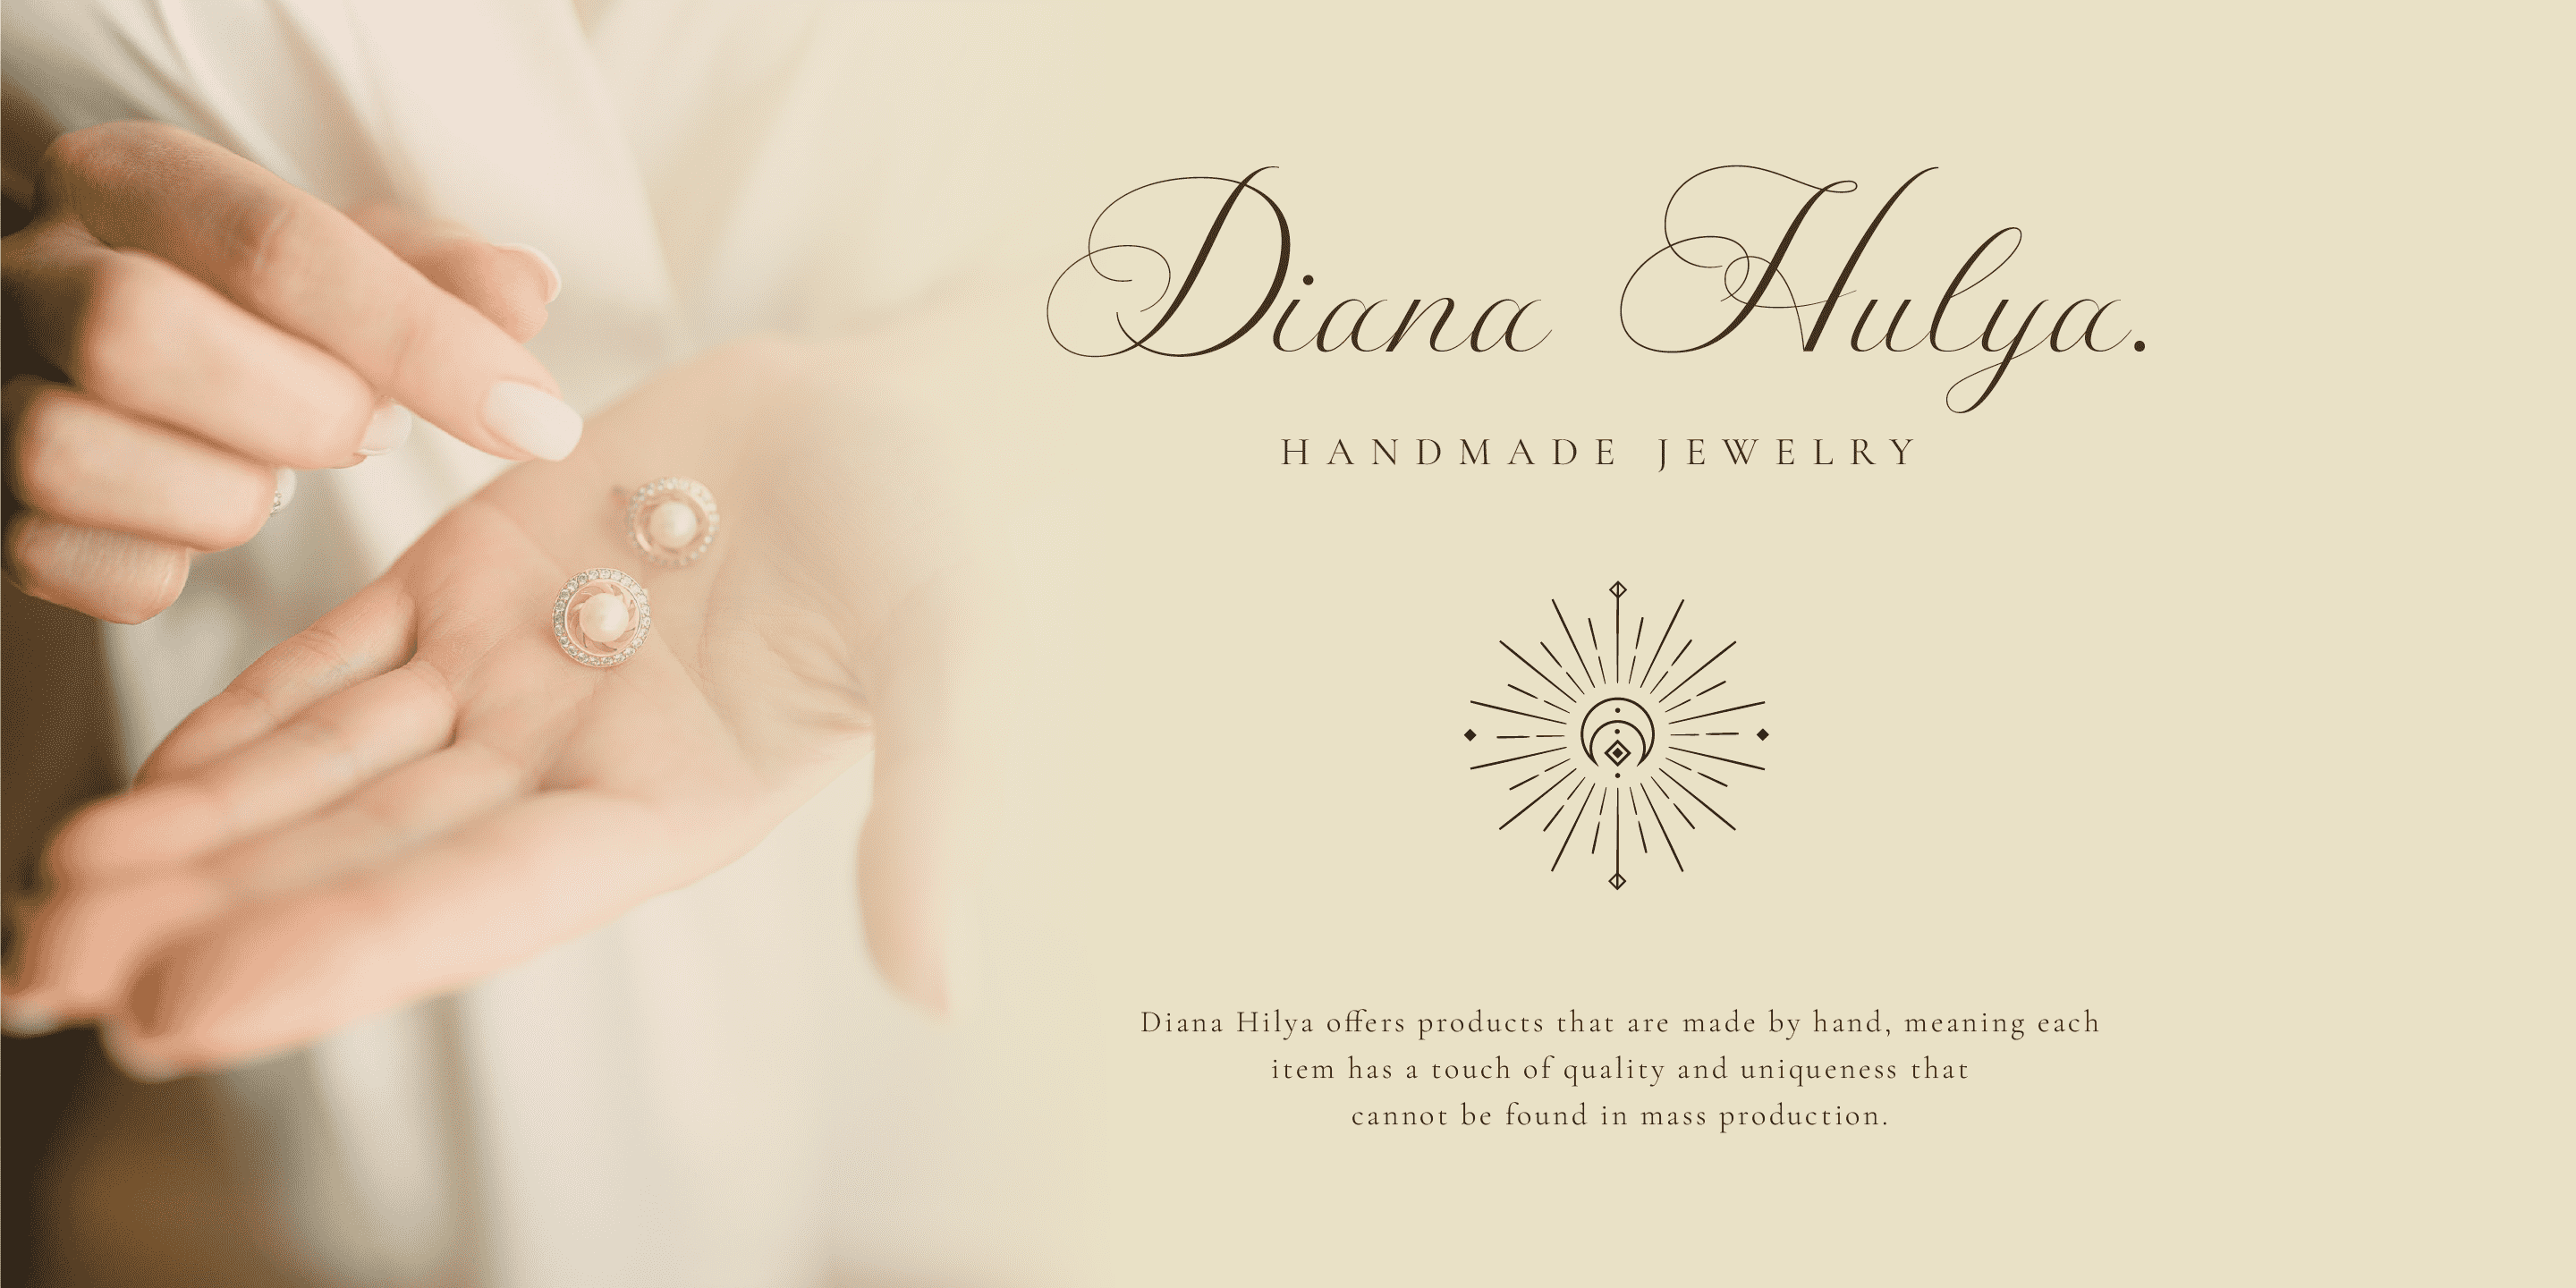 Diana Hulya.
HANDMADE JEWELRY
Diana Hilya offers products that are made by hand, meaning each
item has a touch of quality and uniqueness that
cannot be found in mass production.